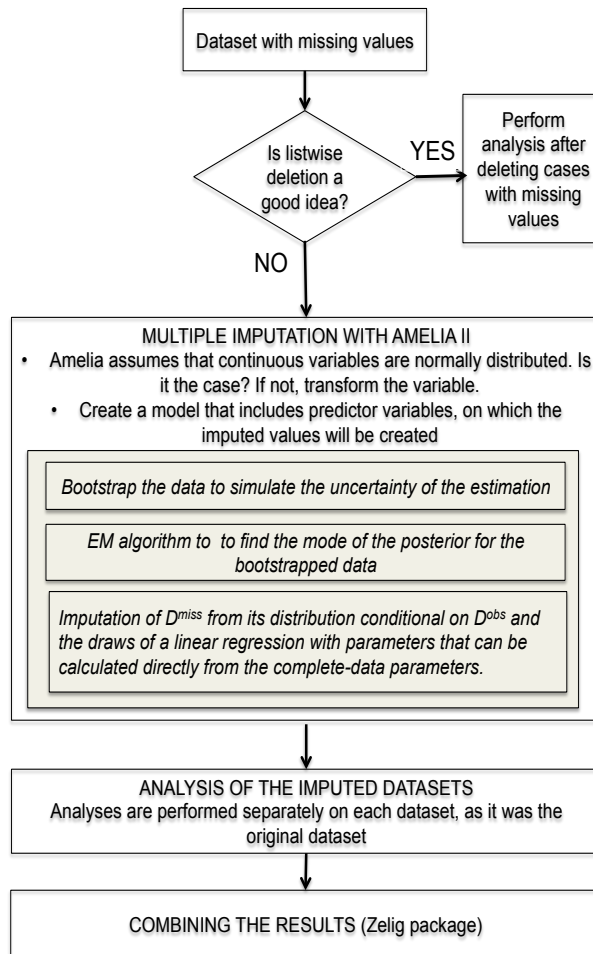 Dataset with missing values
Is listwise
deletion a
good idea?
YES
Perform
analysis after
deleting cases
with missing
values
NO
MULTIPLE IMPUTATION WITH AMELIA II
• Amelia assumes that continuous variables are normally distributed. Is
it the case? If not, transform the variable.
• Create a model that includes predictor variables, on which the
imputed values will be created
Bootstrap the data to simulate the uncertainty of the estimation
EM algorithm to to find the mode of the posterior for the
bootstrapped data
Imputation of D^miss from its distribution conditional on D^obs and
the draws of a linear regression with parameters that can be
calculated directly from the complete-data parameters.
ANALYSIS OF THE IMPUTED DATASETS
Analyses are performed separately on each dataset, as it was the
original dataset
COMBINING THE RESULTS (Zelig package)